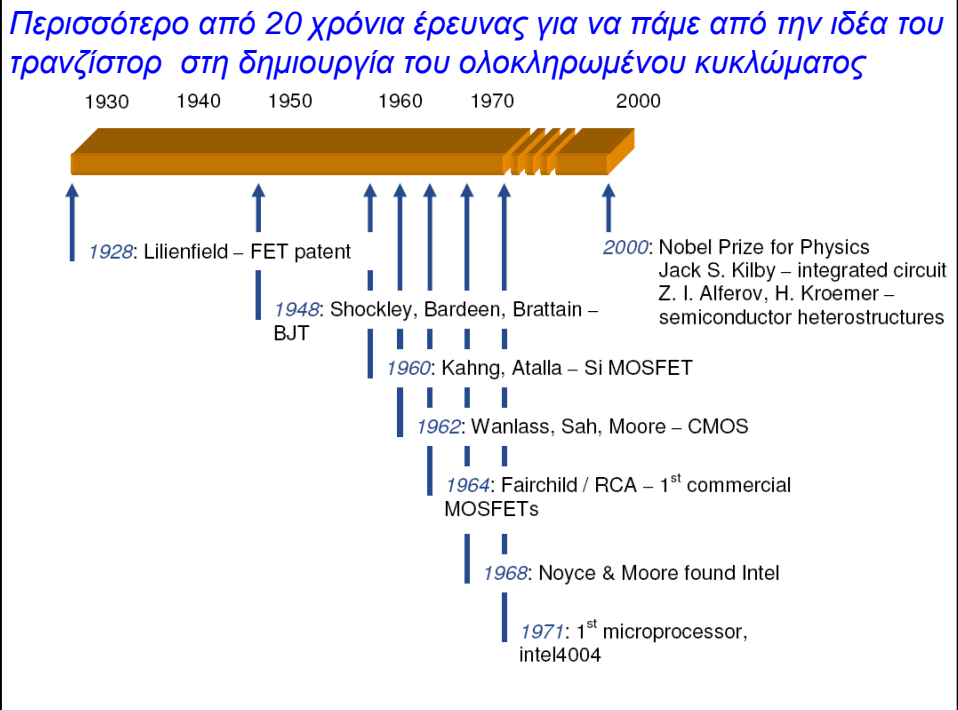 Περισσότερο από 20 χρόνια έρευνας για να πάμε από την ιδέα του
τρανζίστορ στη δημιουργία του ολοκληρωμένου κυκλώματος
1930 1940 1950 1960 1970 2000
1928: Lilienfield – FET patent
2000: Nobel Prize for Physics
Jack S. Kilby – integrated circuit
Z. I. Alferov, H. Kroemer –
semiconductor heterostructures
1948: Shockley, Bardeen, Brattain –
BJT
1960: Kahng, Atalla – Si MOSFET
1962: Wanlass, Sah, Moore – CMOS
1964: Fairchild / RCA – 1st commercial
MOSFETs
1968: Noyce & Moore found Intel
1971: 1st microprocessor,
intel4004